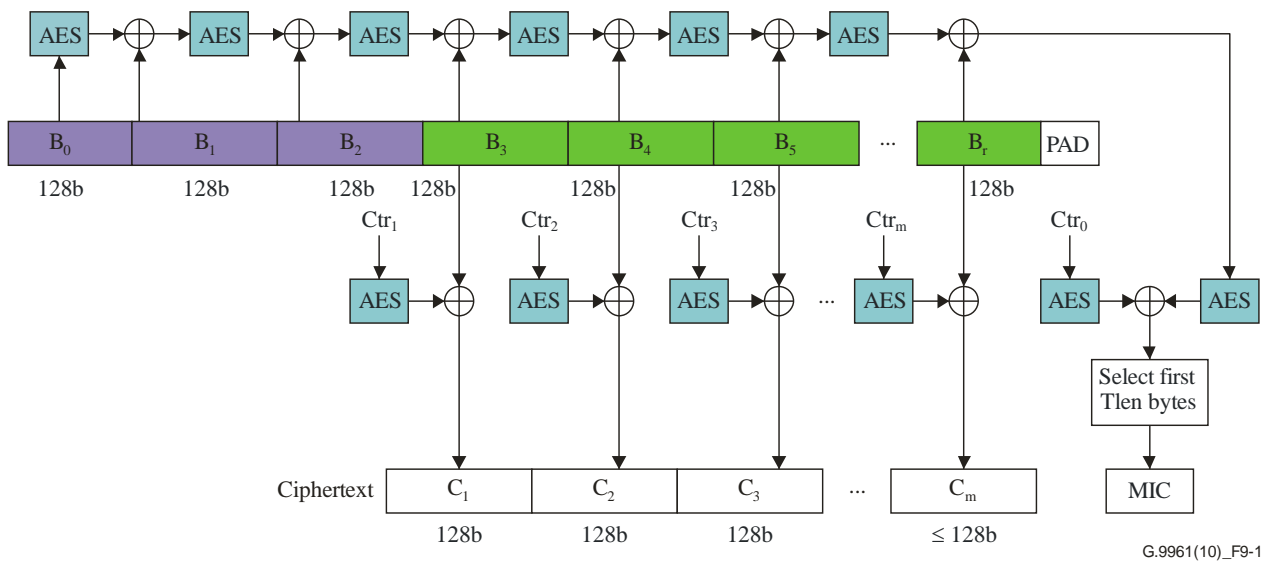 AES AES AES AES AES AES
B₀ B₁ B₂ B₃ B₄ B₅ ... Bᵣ PAD
128b 128b 128b 128b 128b 128b 128b
Ctr₁ Ctr₂ Ctr₃ Ctrₘ Ctr₀
AES AES AES ... AES AES AES
Select first
Tlen bytes
Ciphertext C₁ C₂ C₃ ... Cₘ MIC
128b 128b 128b ≤ 128b
G.9961(10)_F9-1